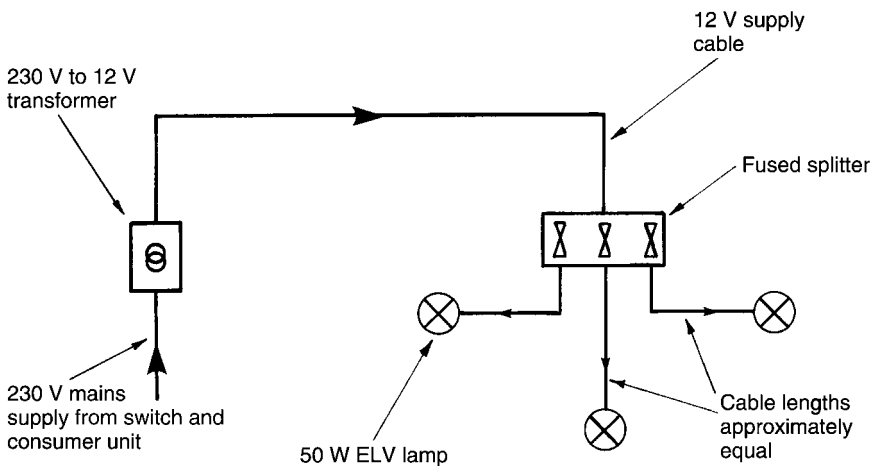 12 V supply
cable
230 V to 12 V
transformer
Fused splitter
230 V mains
supply from switch and
consumer unit
50 W ELV lamp
Cable lengths
approximately
equal